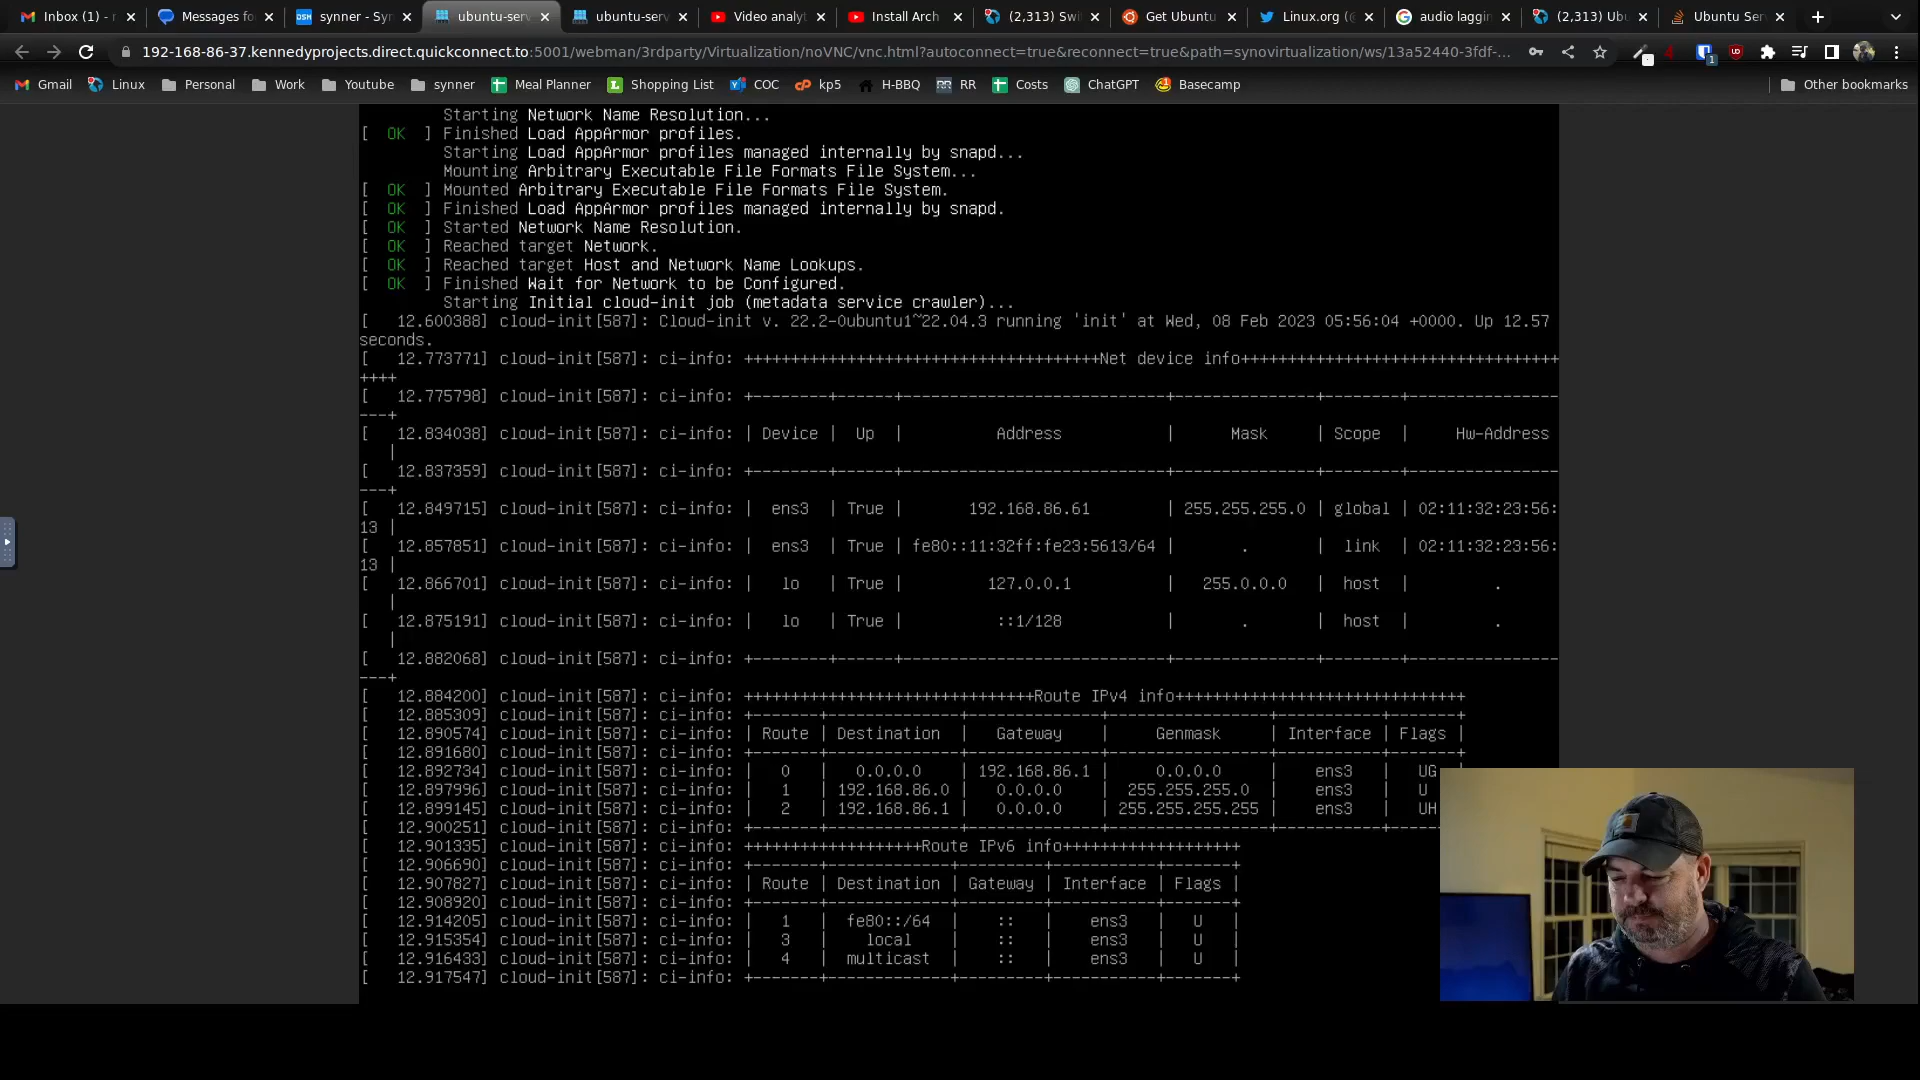 Inbox (1) -
Messages fo
synner - Syn
ubuntu-serv
ubuntu-serv
Video analyt
Install Arch
(2,313) Swi
Get Ubuntu
Linux.org (@
audio laggin
(2,313) Ubu
Ubuntu Ser
192-168-86-37.kennedyprojects.direct.quickconnect.to:5001/webman/3rdparty/Virtualization/noVNC/vnc.html?autoconnect=true&reconnect=true&path=synovirtualization/ws/13a52440-3fdf-...
Gmail Linux Personal Work Youtube synner Meal Planner Shopping List COC kp5 H-BBQ RR Costs ChatGPT Basecamp Other bookmarks
Starting Network Name Resolution...
[ OK ] Finished Load AppArmor profiles.
Starting Load AppArmor profiles managed internally by snapd...
Mounting Arbitrary Executable File Formats File System...
[ OK ] Mounted Arbitrary Executable File Formats File System.
[ OK ] Finished Load AppArmor profiles managed internally by snapd.
[ OK ] Started Network Name Resolution.
[ OK ] Reached target Network.
[ OK ] Reached target Host and Network Name Lookups.
[ OK ] Finished Wait for Network to be Configured.
Starting Initial cloud-init job (metadata service crawler)...
[ 12.600388] cloud-init[587]: Cloud-init v. 22.2-0ubuntu1~22.04.3 running 'init' at Wed, 08 Feb 2023 05:56:04 +0000. Up 12.57
seconds.
[ 12.773771] cloud-init[587]: ci-info: ++++++++++++++++++++++++++++++++++++++Net device info++++++++++++++++++++++++++++++++++
++++
[ 12.775798] cloud-init[587]: ci-info: +--------+------+----------------------------+---------------+--------+----------------
---+
[ 12.834038] cloud-init[587]: ci-info: | Device | Up | Address | Mask | Scope | Hw-Address
|
[ 12.837359] cloud-init[587]: ci-info: +--------+------+----------------------------+---------------+--------+----------------
---+
[ 12.849715] cloud-init[587]: ci-info: | ens3 | True | 192.168.86.61 | 255.255.255.0 | global | 02:11:32:23:56:
13 |
[ 12.857851] cloud-init[587]: ci-info: | ens3 | True | fe80::11:32ff:fe23:5613/64 | . | link | 02:11:32:23:56:
13 |
[ 12.866701] cloud-init[587]: ci-info: | lo | True | 127.0.0.1 | 255.0.0.0 | host | .
|
[ 12.875191] cloud-init[587]: ci-info: | lo | True | ::1/128 | . | host | .
|
[ 12.882068] cloud-init[587]: ci-info: +--------+------+----------------------------+---------------+--------+----------------
---+
[ 12.884200] cloud-init[587]: ci-info: +++++++++++++++++++++++++++++++Route IPv4 info+++++++++++++++++++++++++++++++
[ 12.885309] cloud-init[587]: ci-info: +-------+--------------+--------------+-----------------+-----------+-------+
[ 12.890574] cloud-init[587]: ci-info: | Route | Destination | Gateway | Genmask | Interface | Flags |
[ 12.891680] cloud-init[587]: ci-info: +-------+--------------+--------------+-----------------+-----------+-------+
[ 12.892734] cloud-init[587]: ci-info: | 0 | 0.0.0.0 | 192.168.86.1 | 0.0.0.0 | ens3 | UG
[ 12.897996] cloud-init[587]: ci-info: | 1 | 192.168.86.0 | 0.0.0.0 | 255.255.255.0 | ens3 | U
[ 12.899145] cloud-init[587]: ci-info: | 2 | 192.168.86.1 | 0.0.0.0 | 255.255.255.255 | ens3 | UH
[ 12.900251] cloud-init[587]: ci-info: +-------+--------------+--------------+-----------------+-----------+----
[ 12.901335] cloud-init[587]: ci-info: +++++++++++++++++++Route IPv6 info+++++++++++++++++++
[ 12.906690] cloud-init[587]: ci-info: +-------+-------------+---------+-----------+-------+
[ 12.907827] cloud-init[587]: ci-info: | Route | Destination | Gateway | Interface | Flags |
[ 12.908920] cloud-init[587]: ci-info: +-------+-------------+---------+-----------+-------+
[ 12.914205] cloud-init[587]: ci-info: | 1 | fe80::/64 | :: | ens3 | U |
[ 12.915354] cloud-init[587]: ci-info: | 3 | local | :: | ens3 | U |
[ 12.916433] cloud-init[587]: ci-info: | 4 | multicast | :: | ens3 | U |
[ 12.917547] cloud-init[587]: ci-info: +-------+-------------+---------+-----------+-------+